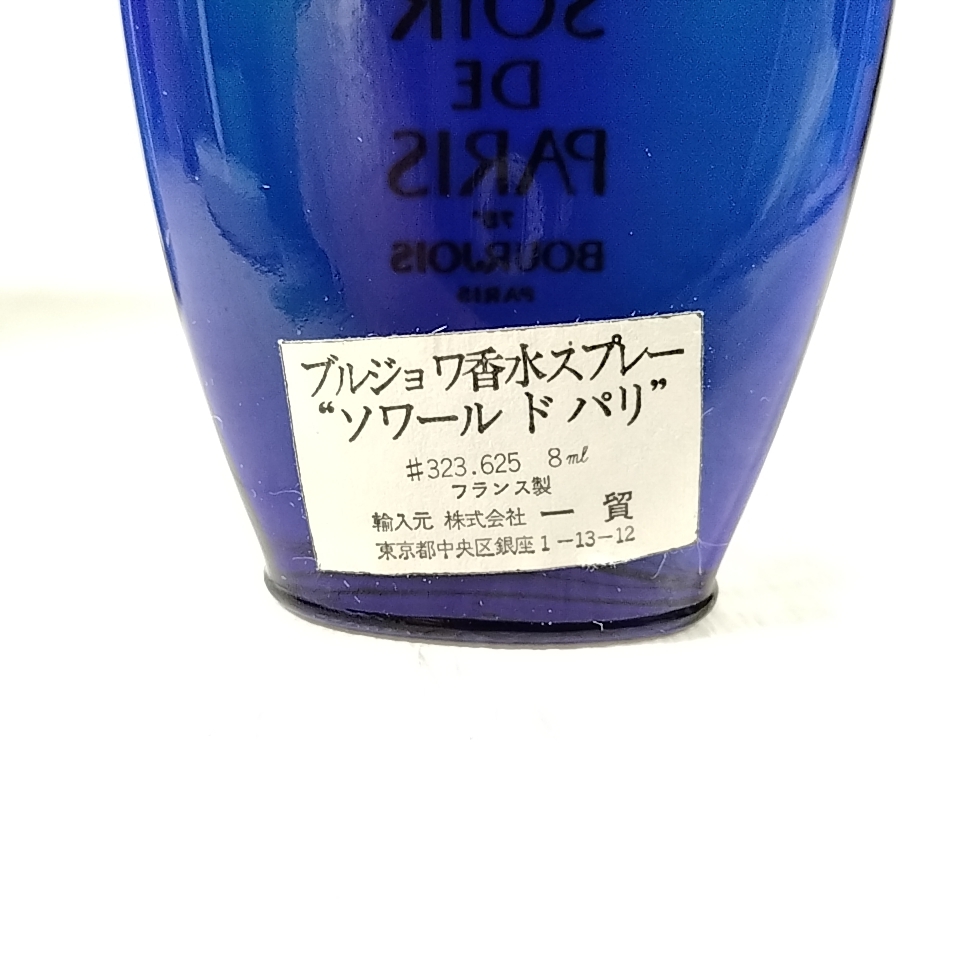 SOIR
DE
PARIS
78°
BOURJOIS
PARIS
ブルジョワ香水スプレー
“ソワール ド パリ”
#323.625 8ml
フランス製
輸入元 株式会社 一 貿
東京都中央区銀座1-13-12